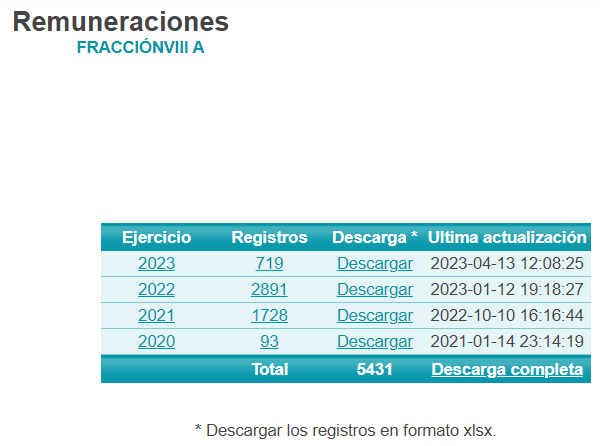 Remuneraciones
FRACCIÓNVIII A
Ejercicio Registros Descarga * Ultima actualización
2023 719 Descargar 2023-04-13 12:08:25
2022 2891 Descargar 2023-01-12 19:18:27
2021 1728 Descargar 2022-10-10 16:16:44
2020 93 Descargar 2021-01-14 23:14:19
Total 5431 Descarga completa
* Descargar los registros en formato xlsx.